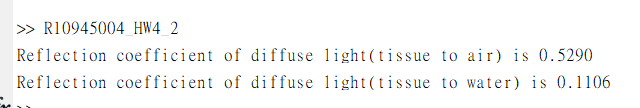 >> R10945004_HW4_2
Reflection coefficient of diffuse light(tissue to air) is 0.5290
Reflection coefficient of diffuse light(tissue to water) is 0.1106